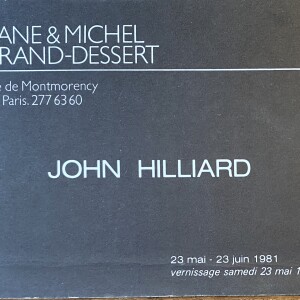 ANE & MICHEL
RAND-DESSERT
de Montmorency
Paris. 277 63 60
JOHN HILLIARD
23 mai - 23 juin 1981
vernissage samedi 23 mai 1